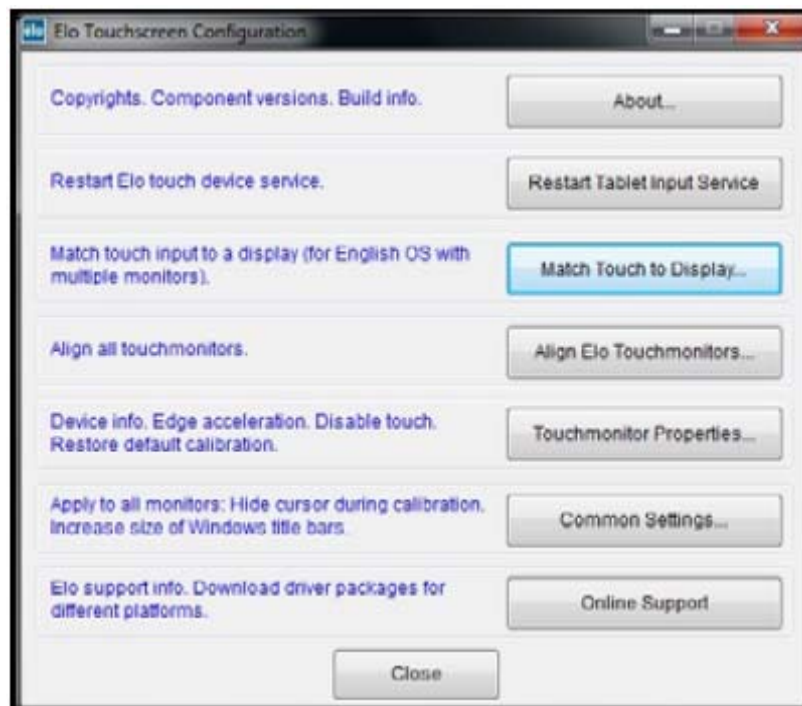 elo Elo Touchscreen Configuration
Copyrights. Component versions. Build info.
About...
Restart Elo touch device service.
Restart Tablet Input Service
Match touch input to a display (for English OS with
multiple monitors).
Match Touch to Display...
Align all touchmonitors.
Align Elo Touchmonitors...
Device info. Edge acceleration. Disable touch.
Restore default calibration.
Touchmonitor Properties...
Apply to all monitors: Hide cursor during calibration.
Increase size of Windows title bars.
Common Settings...
Elo support info. Download driver packages for
different platforms.
Online Support
Close